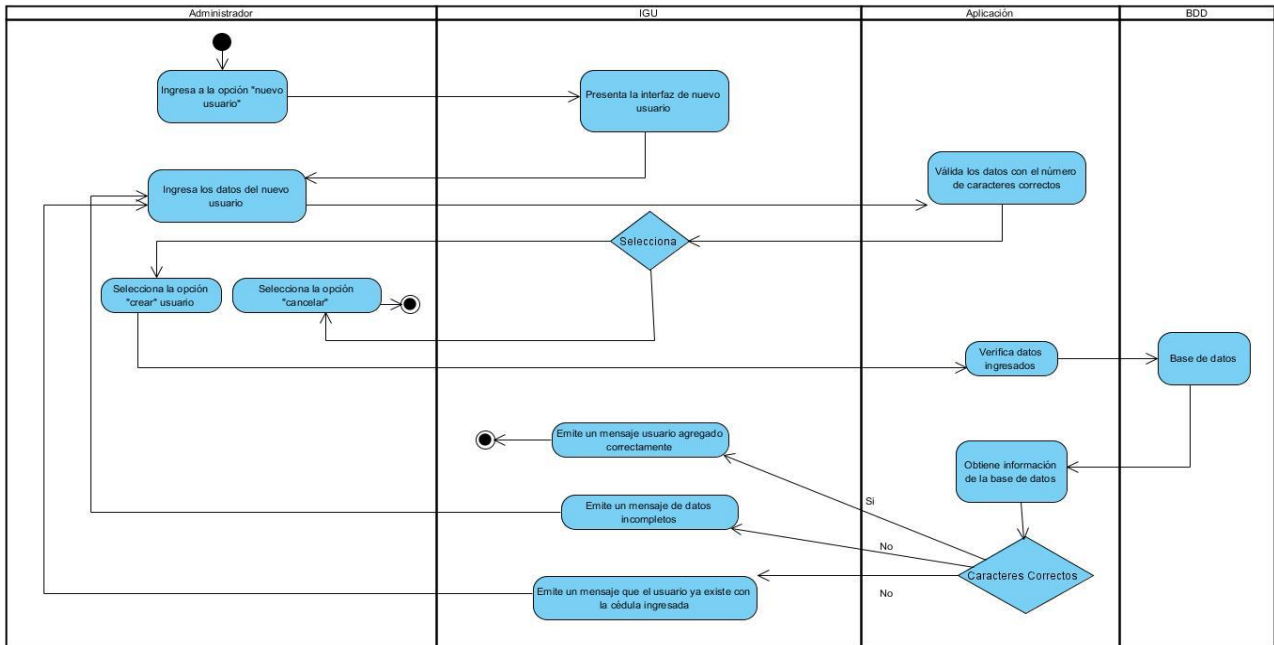 Administrador
IGU
Aplicación
BDD
Ingresa a la opción "nuevo
usuario"
Presenta la interfaz de nuevo
usuario
Ingresa los datos del nuevo
usuario
Válida los datos con el número
de caracteres correctos
Selecciona
Selecciona la opción
"crear" usuario
Selecciona la opción
"cancelar"
Verifica datos
ingresados
Base de datos
Emite un mensaje usuario agregado
correctamente
Obtiene información
de la base de datos
Si
Emite un mensaje de datos
incompletos
No
Caracteres Correctos
Emite un mensaje que el usuario ya existe con
la cédula ingresada
No